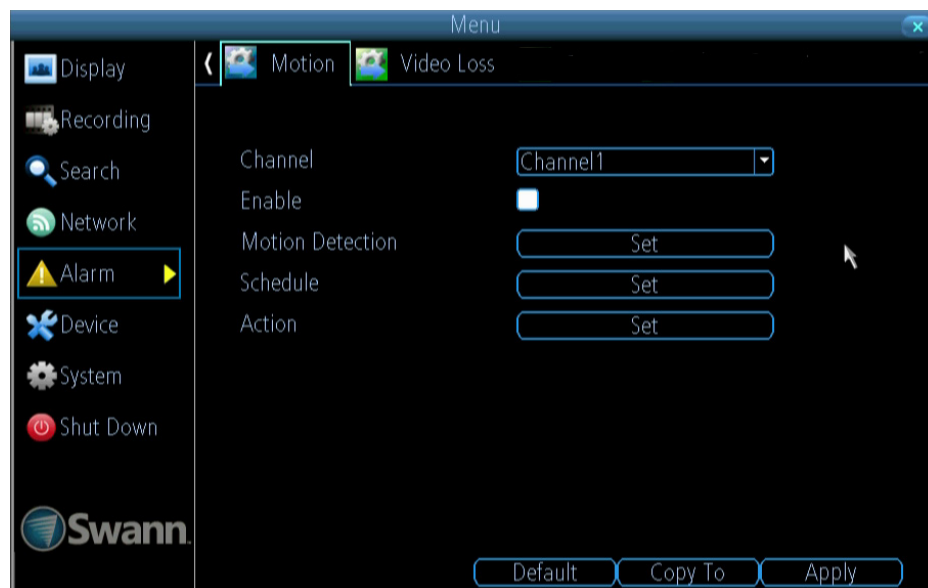 Menu
Display
Recording
Search
Network
Alarm
Device
System
Shut Down
Swann.
Motion
Video Loss
Channel
Channel1
Enable
Motion Detection
Set
Schedule
Set
Action
Set
Default
Copy To
Apply